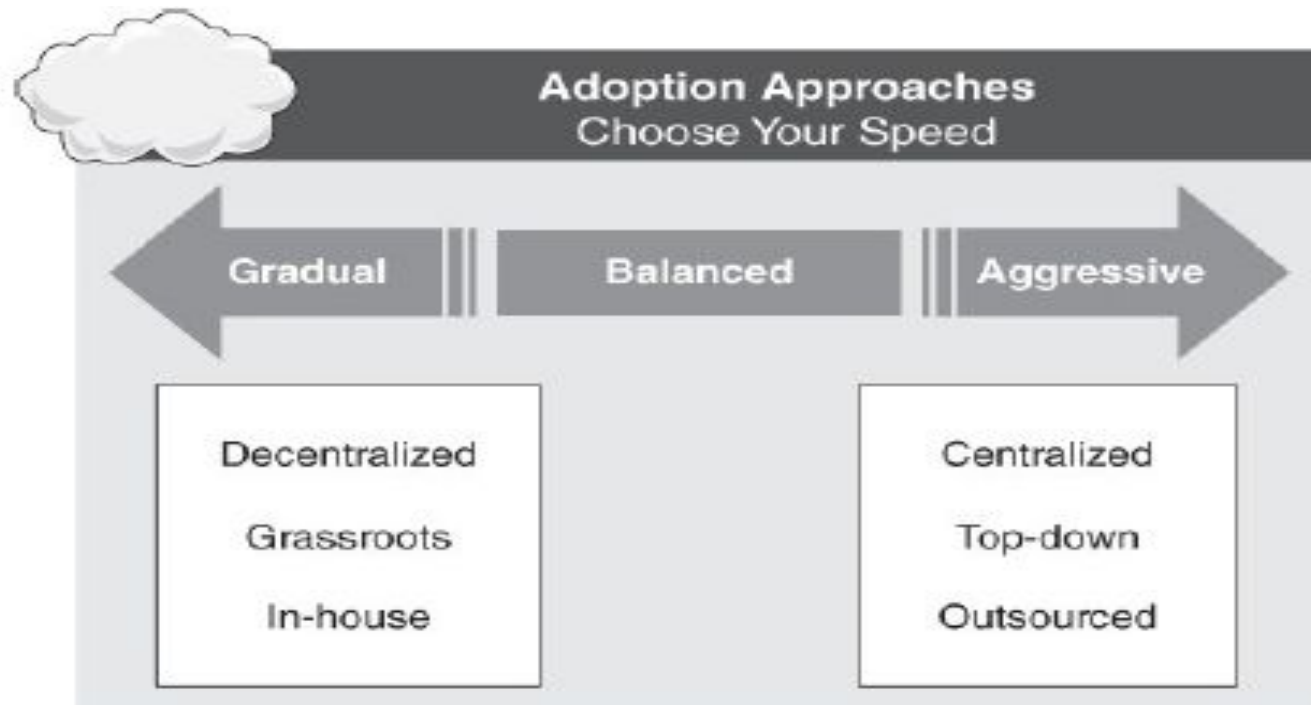 Adoption Approaches
Choose Your Speed
Gradual
Balanced
Aggressive
Decentralized
Grassroots
In-house
Centralized
Top-down
Outsourced